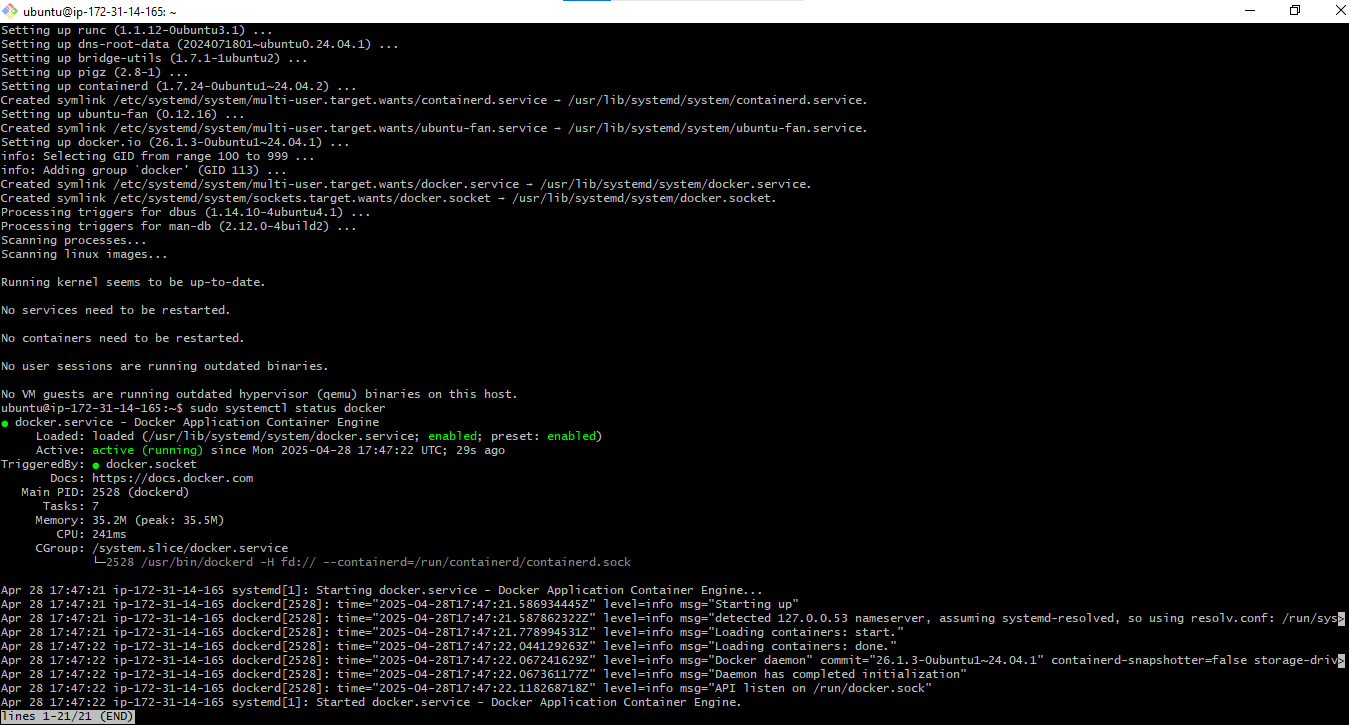 ubuntu@ip-172-31-14-165: ~
Setting up runc (1.1.12-0ubuntu3.1) ...
Setting up dns-root-data (2024071801~ubuntu0.24.04.1) ...
Setting up bridge-utils (1.7.1-1ubuntu2) ...
Setting up pigz (2.8-1) ...
Setting up containerd (1.7.24-0ubuntu1~24.04.2) ...
Created symlink /etc/systemd/system/multi-user.target.wants/containerd.service → /usr/lib/systemd/system/containerd.service.
Setting up ubuntu-fan (0.12.16) ...
Created symlink /etc/systemd/system/multi-user.target.wants/ubuntu-fan.service → /usr/lib/systemd/system/ubuntu-fan.service.
Setting up docker.io (26.1.3-0ubuntu1~24.04.1) ...
info: Selecting GID from range 100 to 999 ...
info: Adding group `docker' (GID 113) ...
Created symlink /etc/systemd/system/multi-user.target.wants/docker.service → /usr/lib/systemd/system/docker.service.
Created symlink /etc/systemd/system/sockets.target.wants/docker.socket → /usr/lib/systemd/system/docker.socket.
Processing triggers for dbus (1.14.10-4ubuntu4.1) ...
Processing triggers for man-db (2.12.0-4build2) ...
Scanning processes...
Scanning linux images...
Running kernel seems to be up-to-date.
No services need to be restarted.
No containers need to be restarted.
No user sessions are running outdated binaries.
No VM guests are running outdated hypervisor (qemu) binaries on this host.
ubuntu@ip-172-31-14-165:~$ sudo systemctl status docker
● docker.service - Docker Application Container Engine
Loaded: loaded (/usr/lib/systemd/system/docker.service; enabled; preset: enabled)
Active: active (running) since Mon 2025-04-28 17:47:22 UTC; 29s ago
TriggeredBy: ● docker.socket
Docs: https://docs.docker.com
Main PID: 2528 (dockerd)
Tasks: 7
Memory: 35.2M (peak: 35.5M)
CPU: 241ms
CGroup: /system.slice/docker.service
└─2528 /usr/bin/dockerd -H fd:// --containerd=/run/containerd/containerd.sock
Apr 28 17:47:21 ip-172-31-14-165 systemd[1]: Starting docker.service - Docker Application Container Engine...
Apr 28 17:47:21 ip-172-31-14-165 dockerd[2528]: time="2025-04-28T17:47:21.586934445Z" level=info msg="Starting up"
Apr 28 17:47:21 ip-172-31-14-165 dockerd[2528]: time="2025-04-28T17:47:21.587862322Z" level=info msg="detected 127.0.0.53 nameserver, assuming systemd-resolved, so using resolv.conf: /run/sys>
Apr 28 17:47:21 ip-172-31-14-165 dockerd[2528]: time="2025-04-28T17:47:21.778994531Z" level=info msg="Loading containers: start."
Apr 28 17:47:22 ip-172-31-14-165 dockerd[2528]: time="2025-04-28T17:47:22.044129263Z" level=info msg="Loading containers: done."
Apr 28 17:47:22 ip-172-31-14-165 dockerd[2528]: time="2025-04-28T17:47:22.067241629Z" level=info msg="Docker daemon" commit="26.1.3-0ubuntu1~24.04.1" containerd-snapshotter=false storage-driv>
Apr 28 17:47:22 ip-172-31-14-165 dockerd[2528]: time="2025-04-28T17:47:22.067361177Z" level=info msg="Daemon has completed initialization"
Apr 28 17:47:22 ip-172-31-14-165 dockerd[2528]: time="2025-04-28T17:47:22.118268718Z" level=info msg="API listen on /run/docker.sock"
Apr 28 17:47:22 ip-172-31-14-165 systemd[1]: Started docker.service - Docker Application Container Engine.
lines 1-21/21 (END)